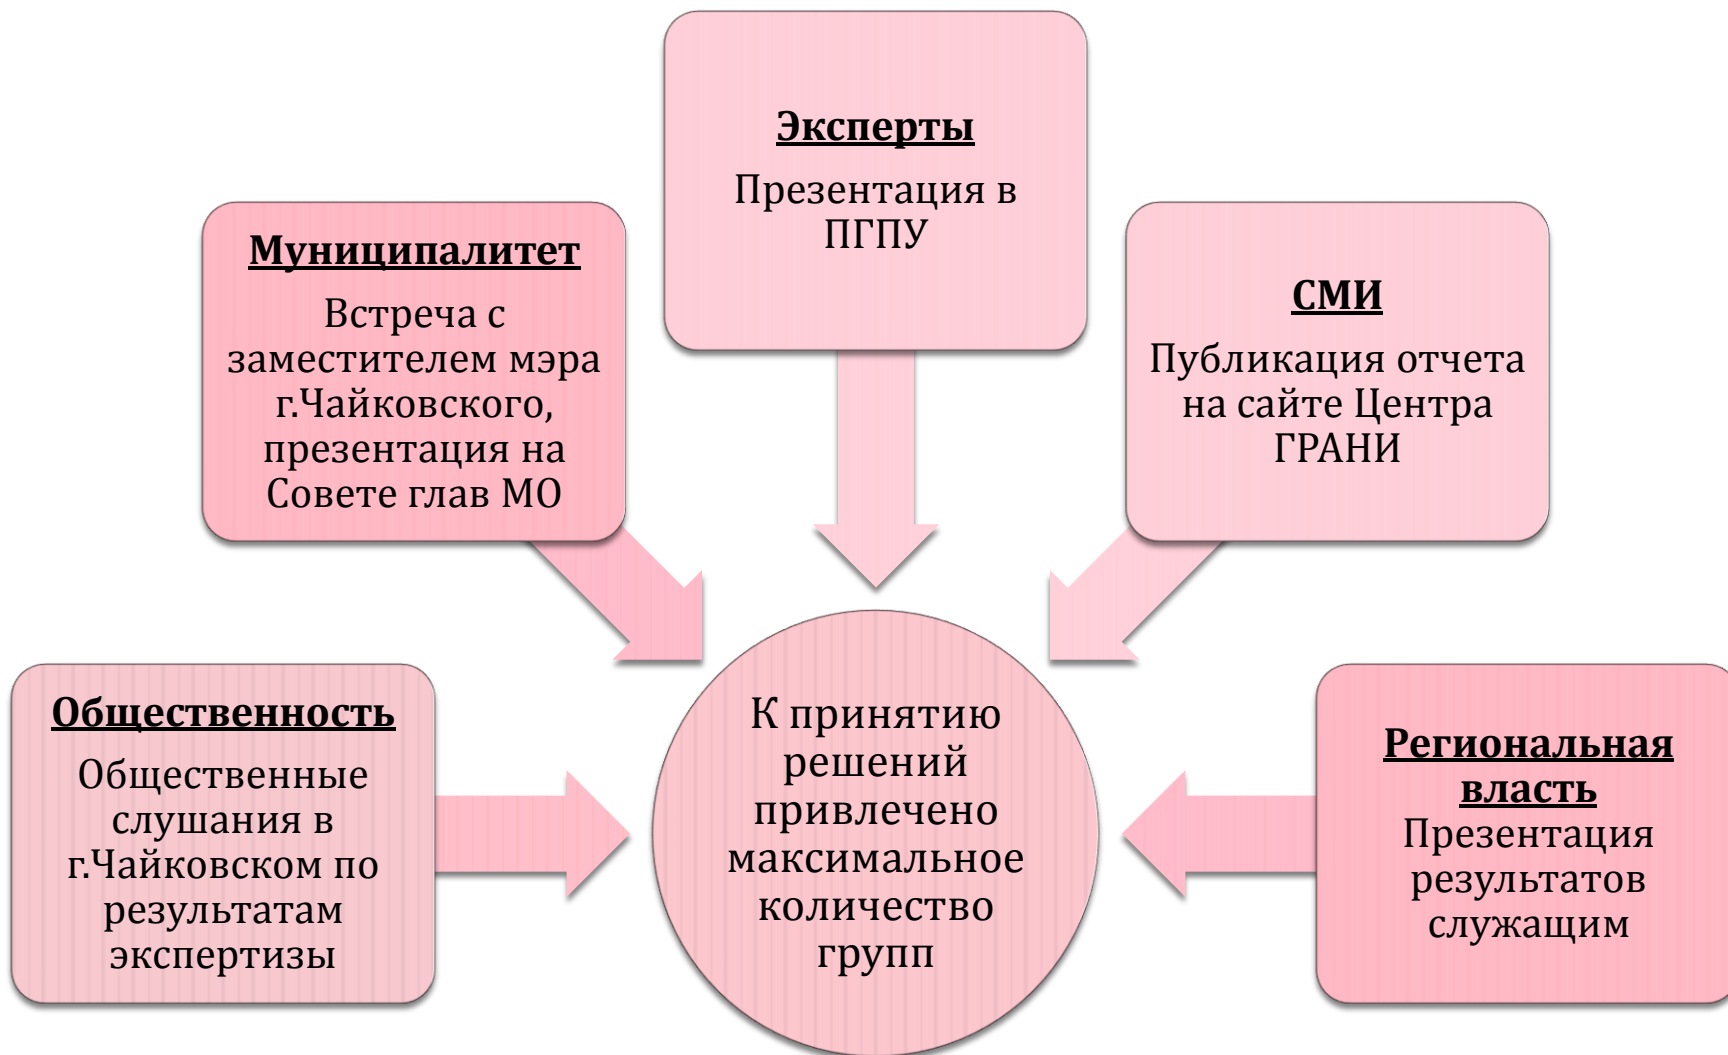 Эксперты
Презентация в
ПГПУ
Муниципалитет
Встреча с
заместителем мэра
г.Чайковского,
презентация на
Совете глав МО
СМИ
Публикация отчета
на сайте Центра
ГРАНИ
Общественность
Общественные
слушания в
г.Чайковском по
результатам
экспертизы
К принятию
решений
привлечено
максимальное
количество
групп
Региональная
власть
Презентация
результатов
служащим